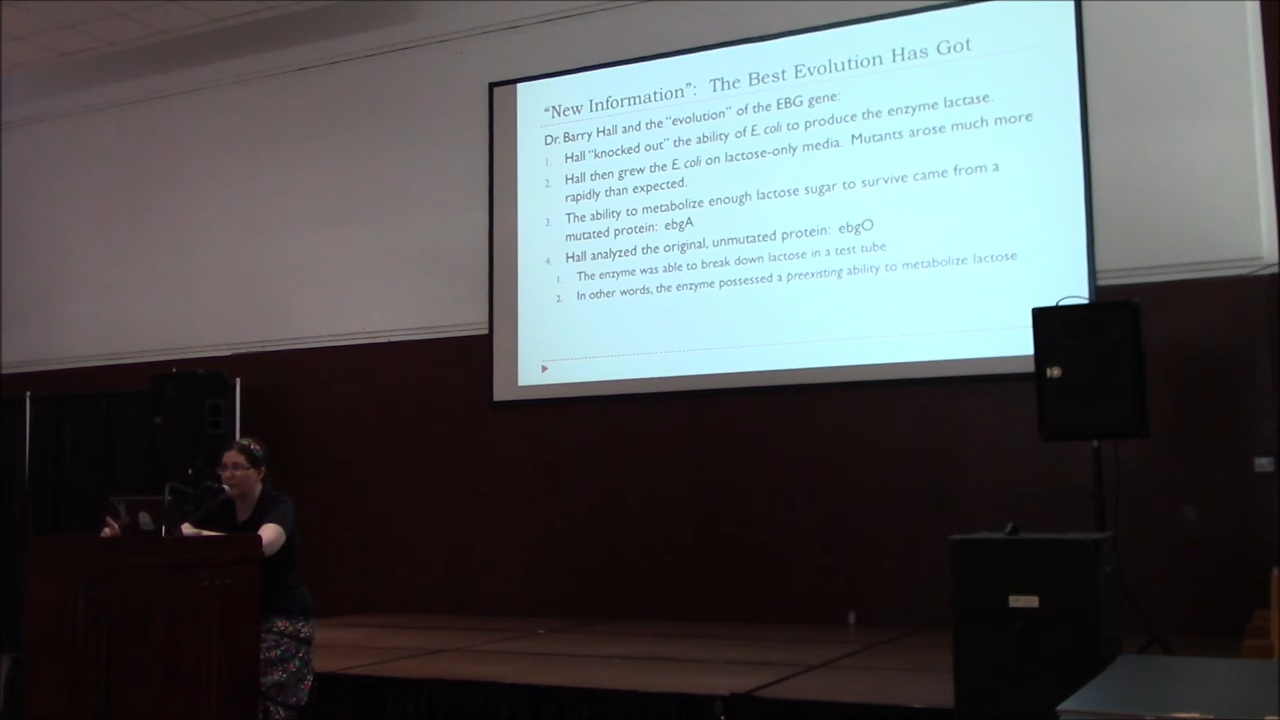 "New Information": The Best Evolution Has Got
Dr. Barry Hall and the "evolution" of the EBG gene:
1. Hall "knocked out" the ability of E. coli to produce the enzyme lactase.
2. Hall then grew the E. coli on lactose-only media. Mutants arose much more
rapidly than expected.
3. The ability to metabolize enough lactose sugar to survive came from a
mutated protein: ebgA
4. Hall analyzed the original, unmutated protein: ebgO
1. The enzyme was able to break down lactose in a test tube
2. In other words, the enzyme possessed a preexisting ability to metabolize lactose